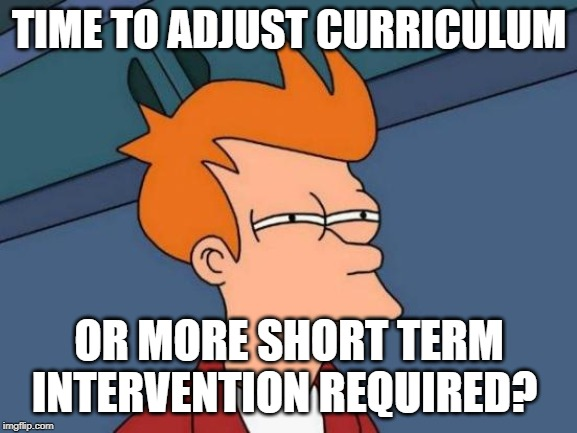 TIME TO ADJUST CURRICULUM
OR MORE SHORT TERM
INTERVENTION REQUIRED?
imgflip.com